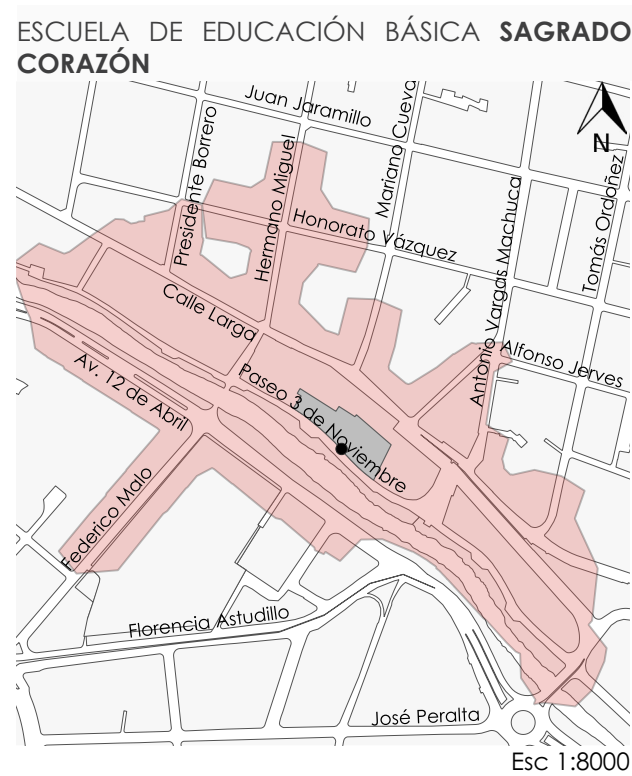 ESCUELA DE EDUCACIÓN BÁSICA SAGRADO
CORAZÓN
Juan Jaramillo
Presidente Borrero
Hermano Miguel
Mariano Cueva
N
Tomás Ordoñez
Honorato Vázquez
Antonio Vargas Machuca
Calle Larga
Alfonso Jerves
Av. 12 de Abril
Paseo 3 de Noviembre
Federico Malo
Florencia Astudillo
José Peralta
Esc 1:8000